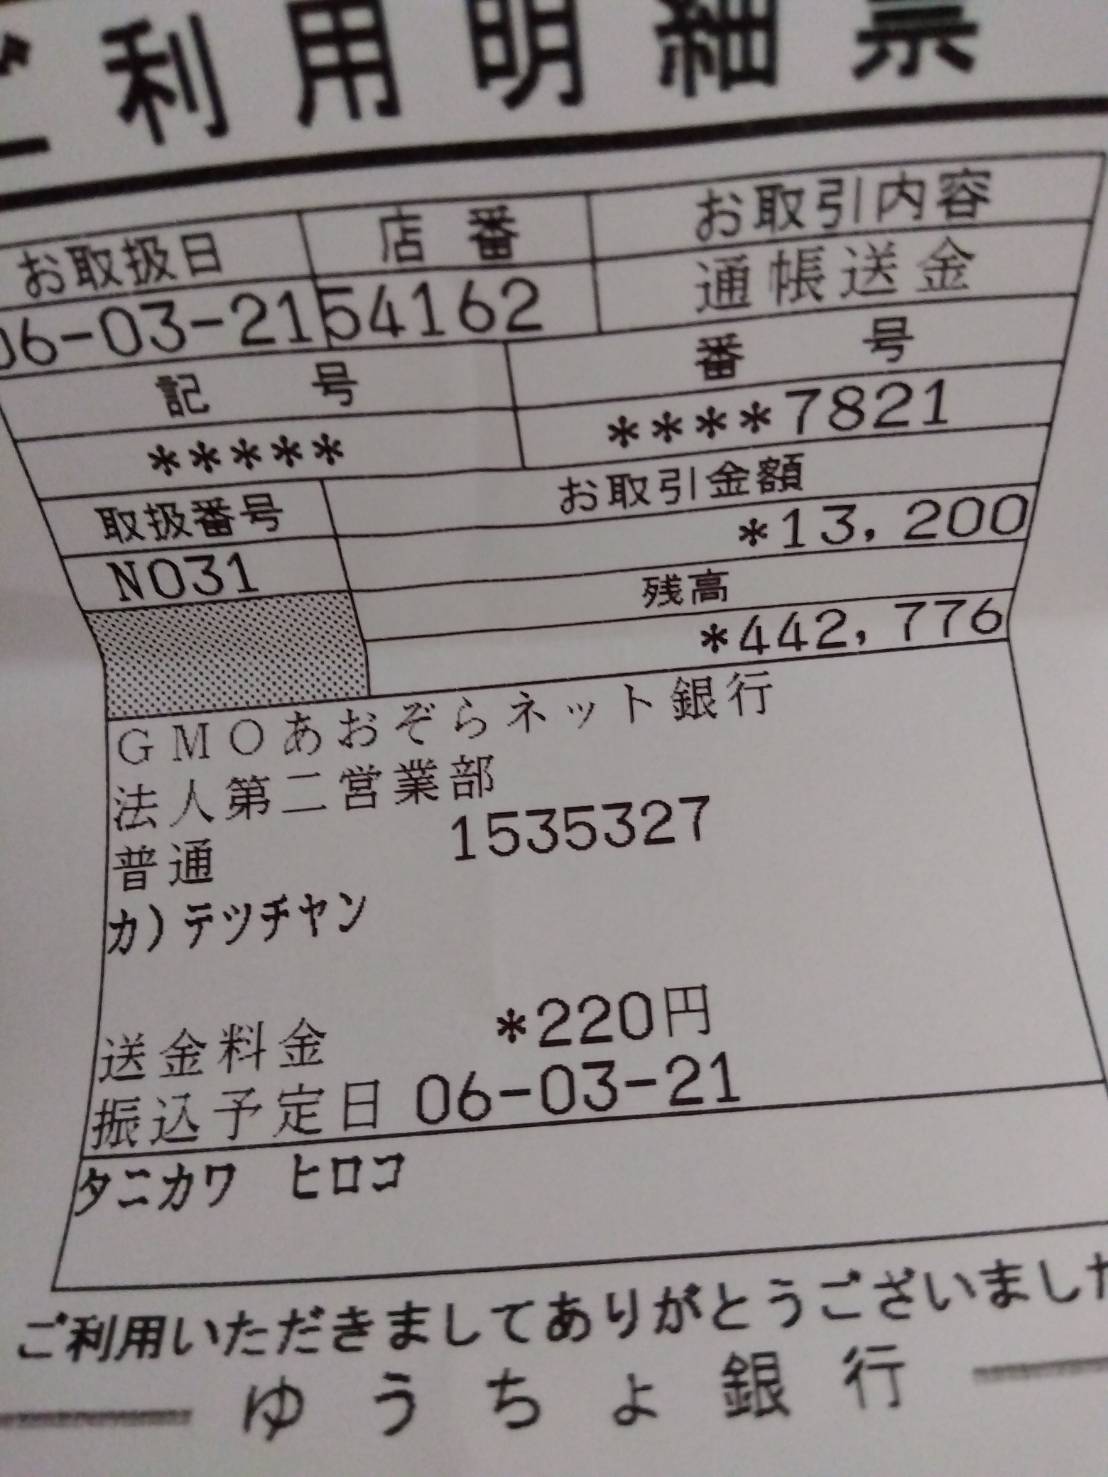 ご利用明細票
お取扱日 店番 お取引内容
06-03-21 54162 通帳送金
記号 番号
***** ****7821
取扱番号 お取引金額
N031 *13,200
残高
*442,776
GMOあおぞらネット銀行
法人第二営業部
普通 1535327
カ)テツチヤン
送金料金 *220円
振込予定日 06-03-21
タニカワ ヒロコ
ご利用いただきましてありがとうございました
ゆうちょ銀行